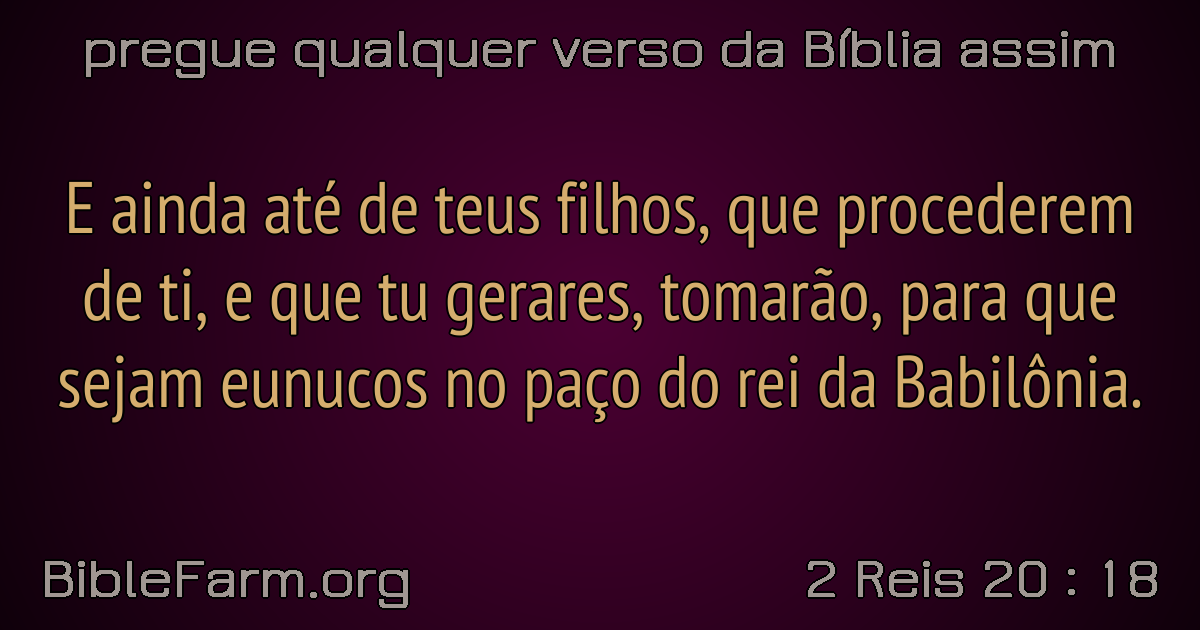 pregue qualquer verso da Bíblia assim
E ainda até de teus filhos, que procederem
de ti, e que tu gerares, tomarão, para que
sejam eunucos no paço do rei da Babilônia.
BibleFarm.org
2 Reis 20 : 18